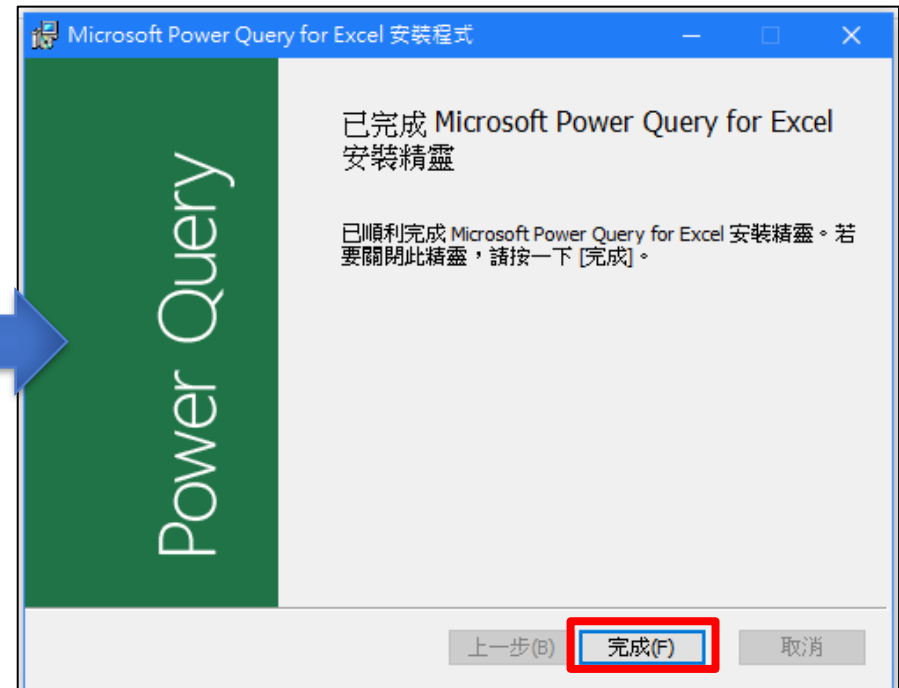 Microsoft Power Query for Excel 安裝程式
Power Query
已完成 Microsoft Power Query for Excel
安裝精靈
已順利完成 Microsoft Power Query for Excel 安裝精靈。若
要關閉此精靈，請按一下 [完成]。
上一步(B) 完成(F) 取消